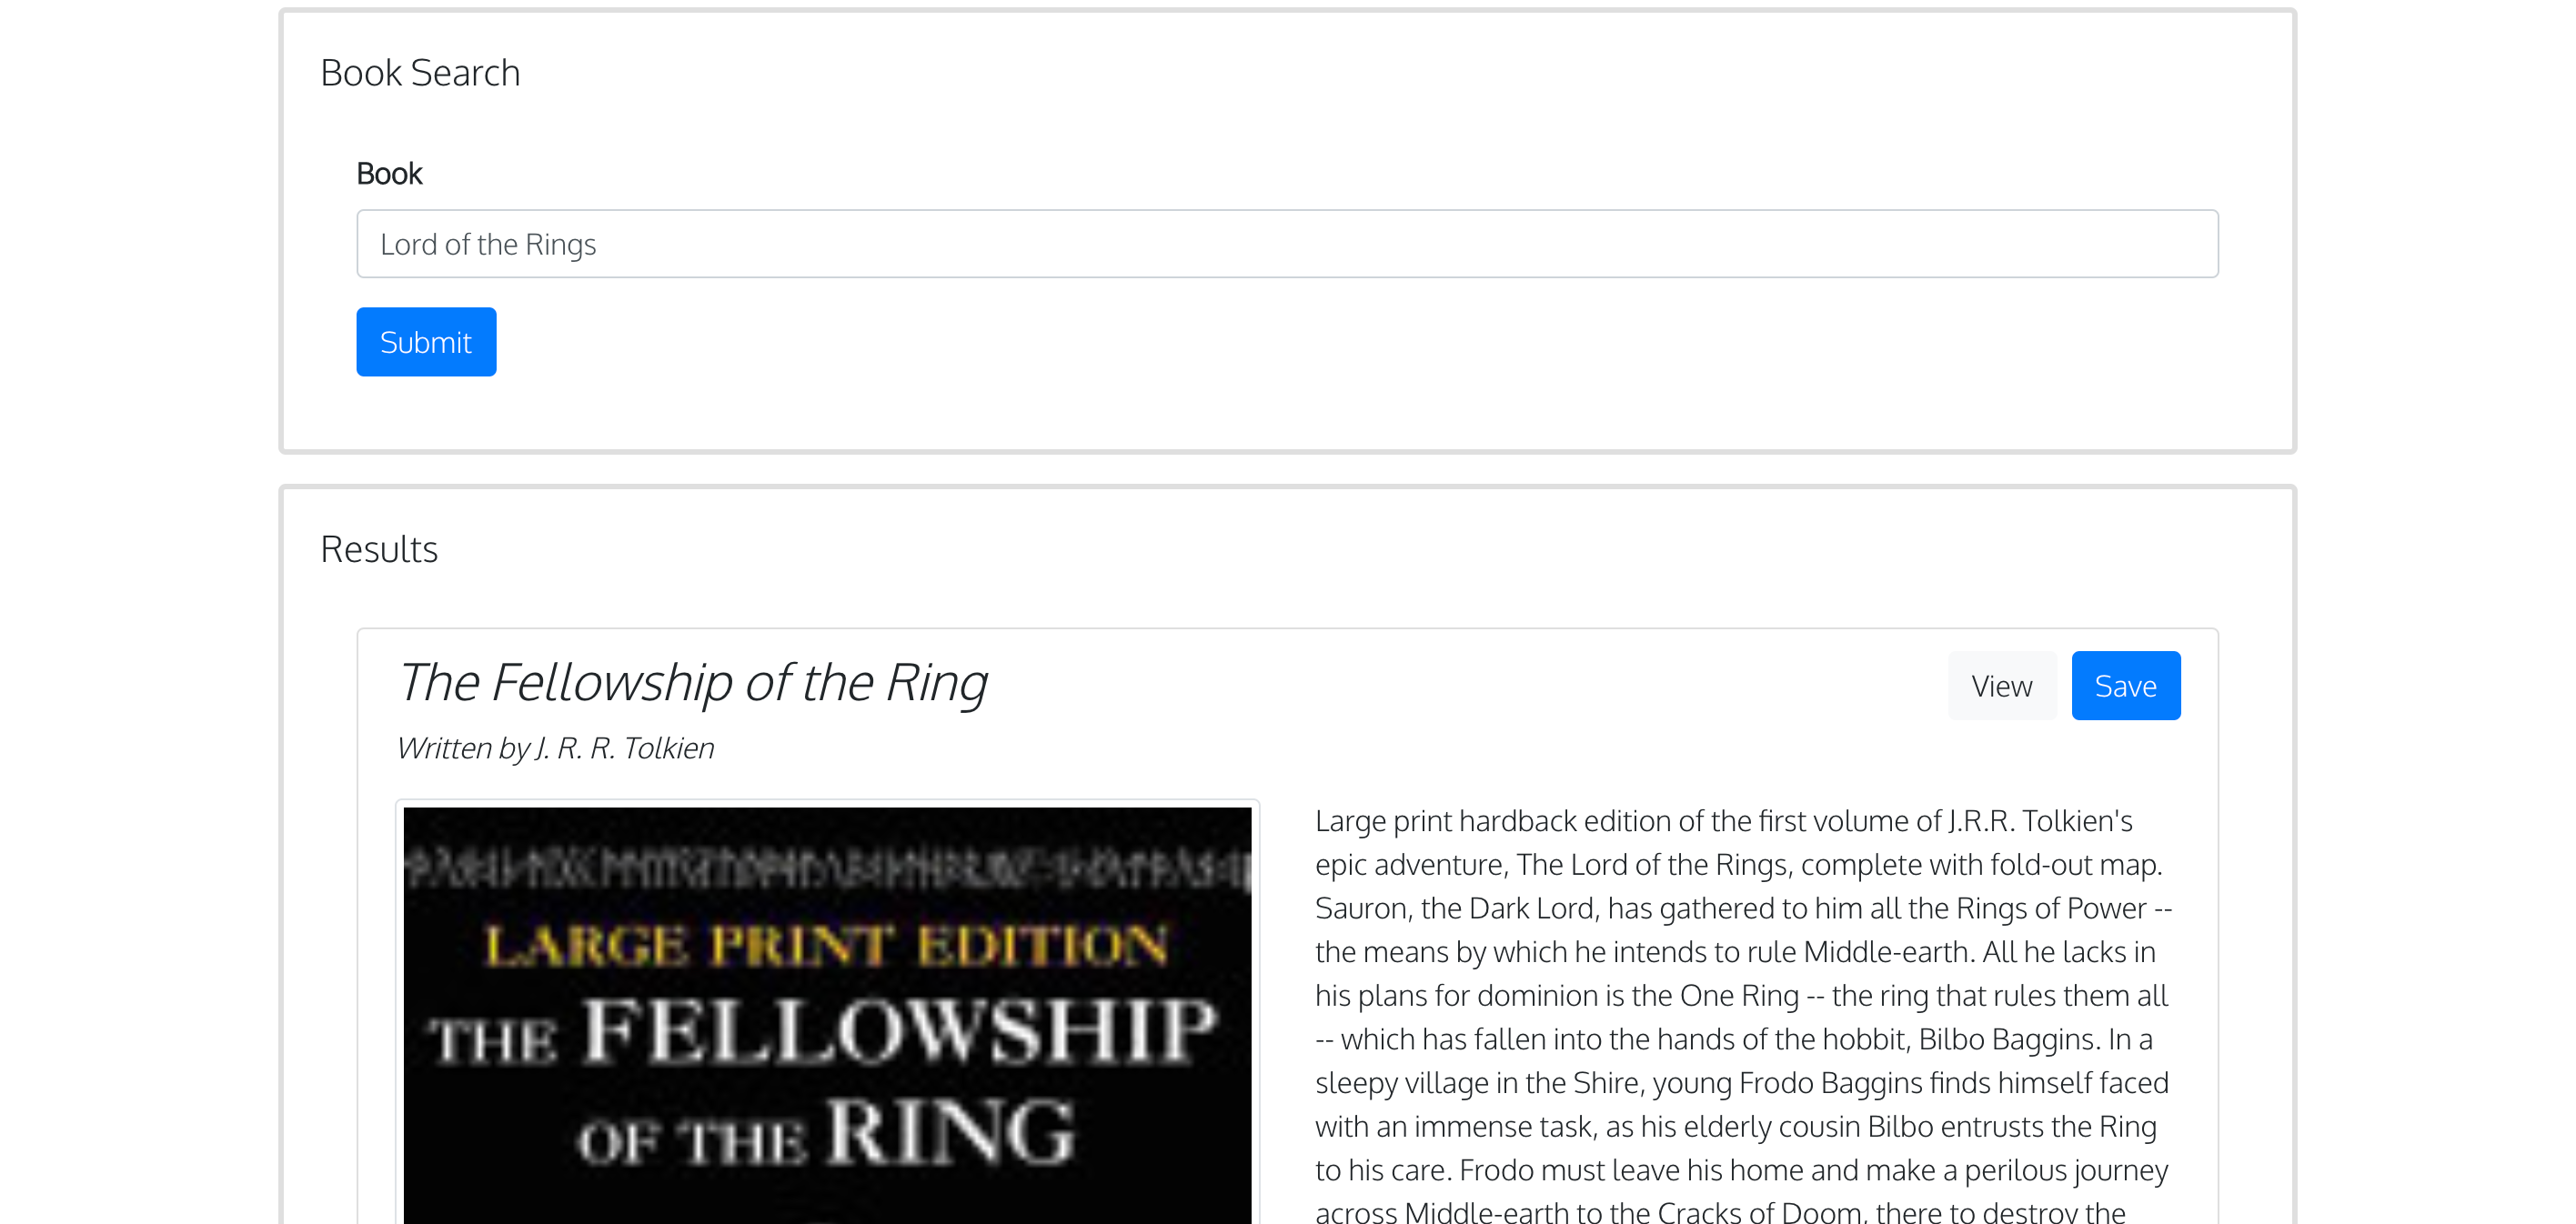 Book Search
Book
Lord of the Rings
Submit
Results
The Fellowship of the Ring
View
Save
Written by J. R. R. Tolkien
LARGE PRINT EDITION
THE FELLOWSHIP
OF THE RING
Large print hardback edition of the first volume of J.R.R. Tolkien's
epic adventure, The Lord of the Rings, complete with fold-out map.
Sauron, the Dark Lord, has gathered to him all the Rings of Power --
the means by which he intends to rule Middle-earth. All he lacks in
his plans for dominion is the One Ring -- the ring that rules them all
-- which has fallen into the hands of the hobbit, Bilbo Baggins. In a
sleepy village in the Shire, young Frodo Baggins finds himself faced
with an immense task, as his elderly cousin Bilbo entrusts the Ring
to his care. Frodo must leave his home and make a perilous journey
across Middle-earth to the Cracks of Doom, there to destroy the